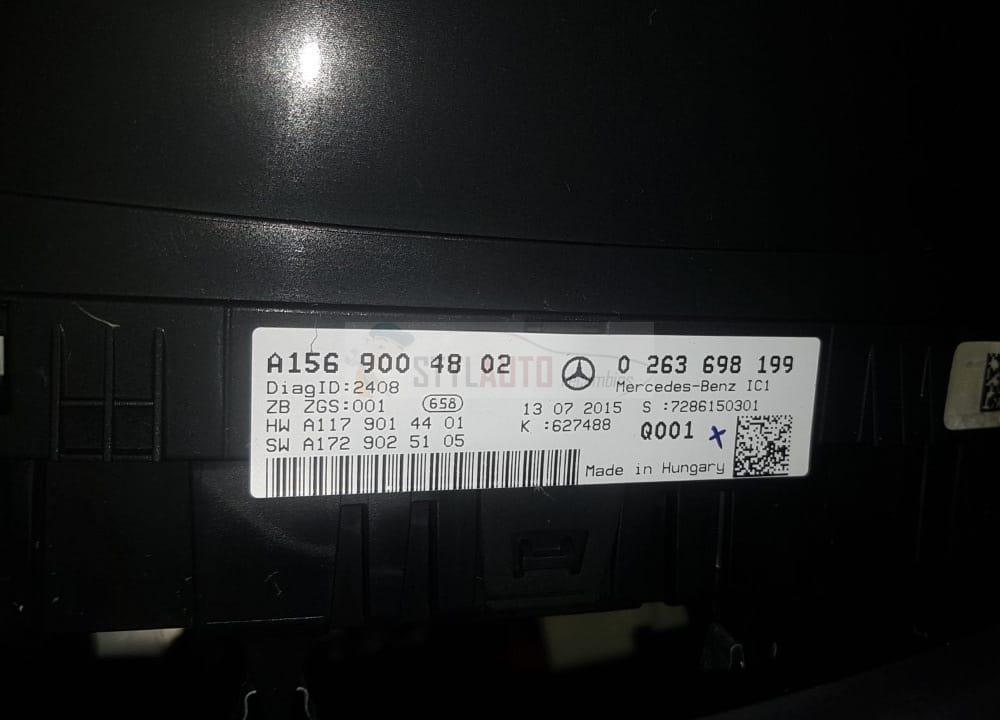 A156 900 48 02
0 263 698 199
DiagID:2408
Mercedes-Benz IC1
ZB ZGS:001 658
13 07 2015 S :7286150301
HW A117 901 44 01
K :627488
Q001 x
SW A172 902 51 05
Made in Hungary
STYLAUTO